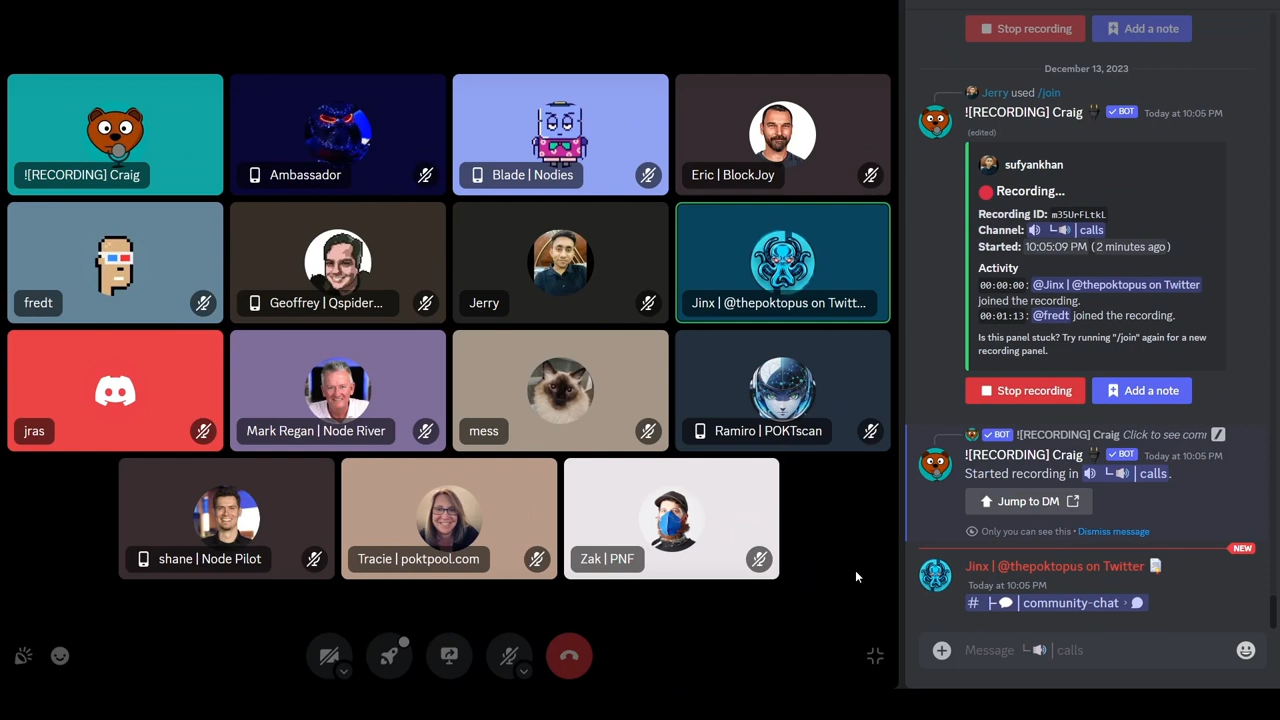 ![RECORDING] Craig
Ambassador
Blade | Nodies
Eric | BlockJoy
fredt
Geoffrey | Qspider...
Jerry
Jinx | @thepoktopus on Twitt...
jras
Mark Regan | Node River
mess
Ramiro | POKTscan
shane | Node Pilot
Tracie | poktpool.com
Zak | PNF
Stop recording
Add a note
December 13, 2023
Jerry used /join
![RECORDING] Craig BOT Today at 10:05 PM
(edited)
sufyankhan
Recording...
Recording ID: m35UrFLtkL
Channel: | calls
Started: 10:05:09 PM (2 minutes ago)
Activity
00:00:00: @Jinx | @thepoktopus on Twitter
joined the recording.
00:01:13: @fredt joined the recording.
Is this panel stuck? Try running "/join" again for a new
recording panel.
Stop recording
Add a note
BOT ![RECORDING] Craig Click to see
![RECORDING] Craig BOT Today at 10:05 PM
Started recording in | calls.
Jump to DM
Only you can see this • Dismiss message
NEW
Jinx | @thepoktopus on Twitter
Today at 10:05 PM
# | community-chat
Message | calls